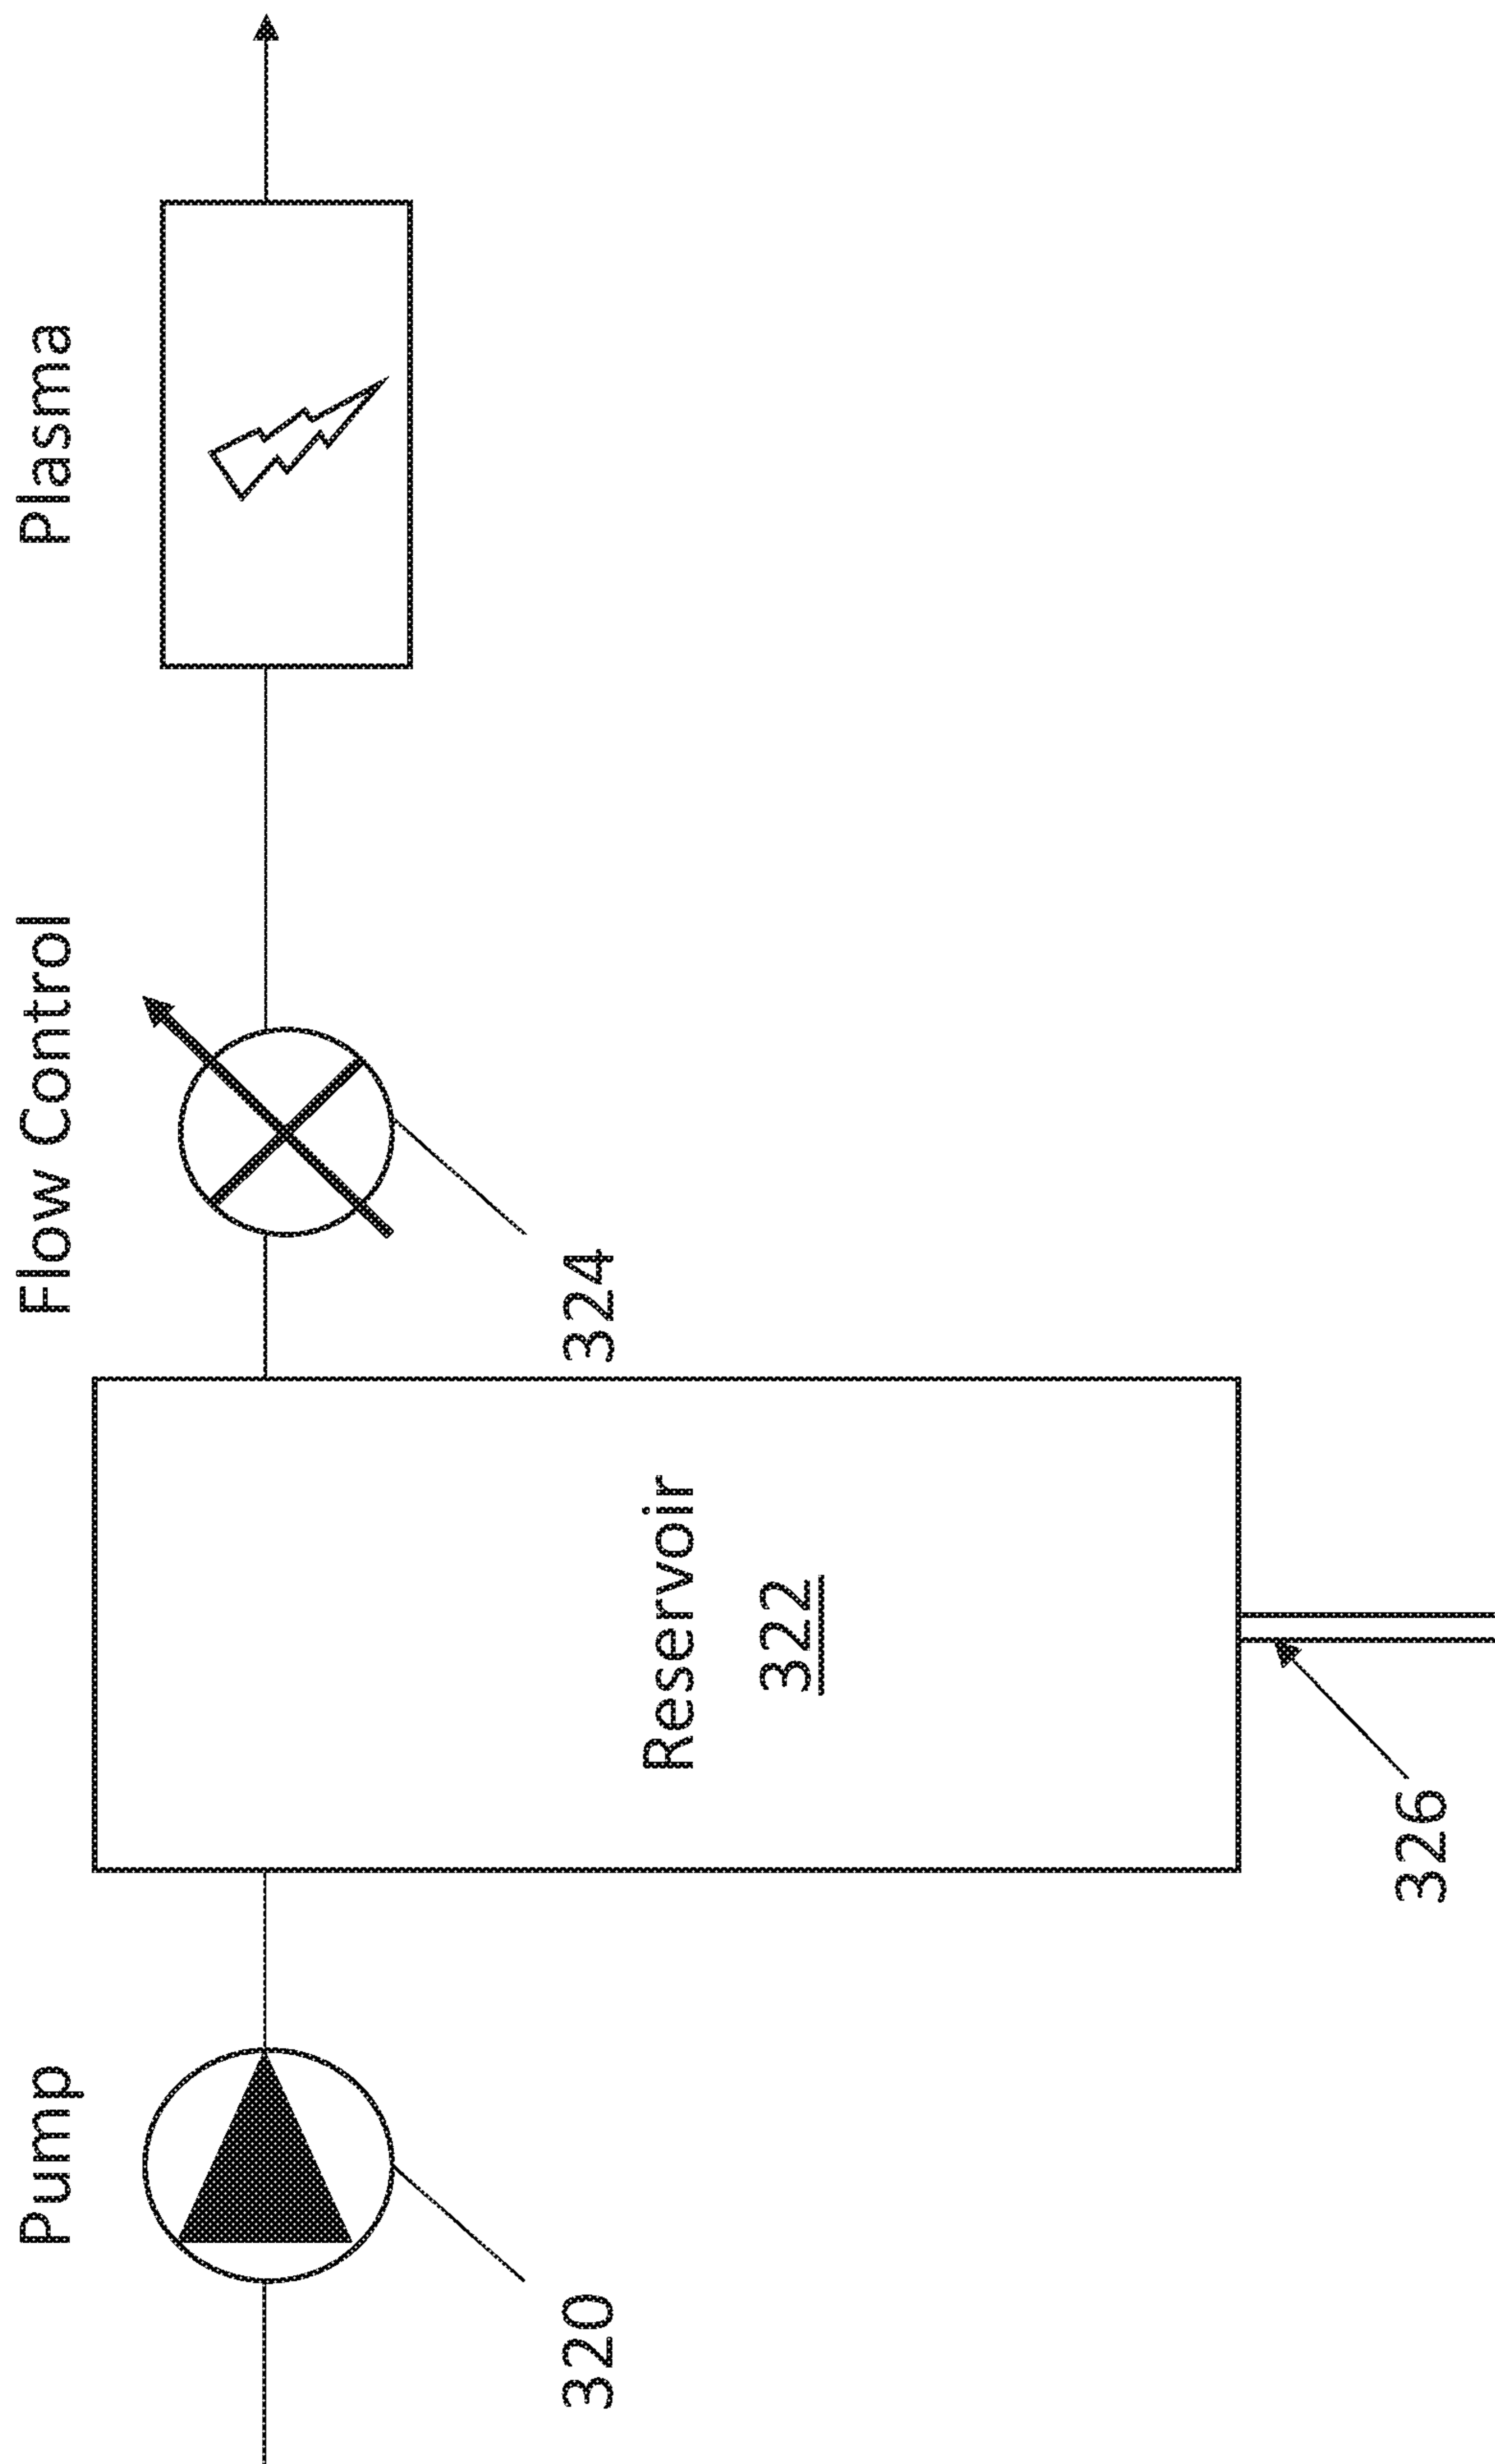 Pump
Flow Control
Plasma
320
324
Reservoir
322
326